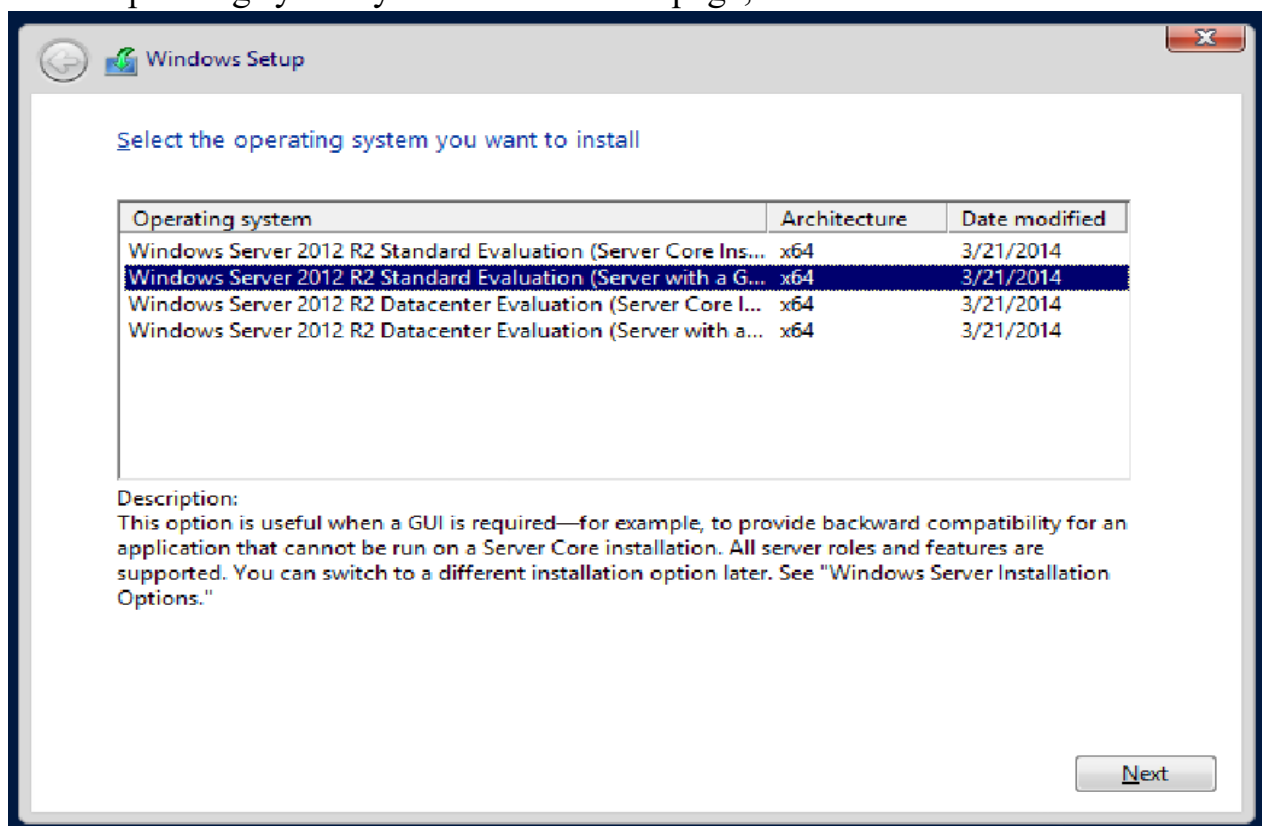 Windows Setup
Select the operating system you want to install
Operating system Architecture Date modified
Windows Server 2012 R2 Standard Evaluation (Server Core Ins... x64 3/21/2014
Windows Server 2012 R2 Standard Evaluation (Server with a G... x64 3/21/2014
Windows Server 2012 R2 Datacenter Evaluation (Server Core I... x64 3/21/2014
Windows Server 2012 R2 Datacenter Evaluation (Server with a... x64 3/21/2014
Description:
This option is useful when a GUI is required—for example, to provide backward compatibility for an
application that cannot be run on a Server Core installation. All server roles and features are
supported. You can switch to a different installation option later. See "Windows Server Installation
Options."
Next